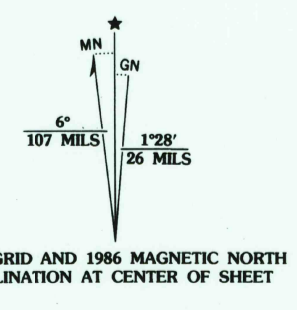 MN
GN
6°
107 MILS
1°28′
26 MILS
GRID AND 1986 MAGNETIC NORTH
LINATION AT CENTER OF SHEET